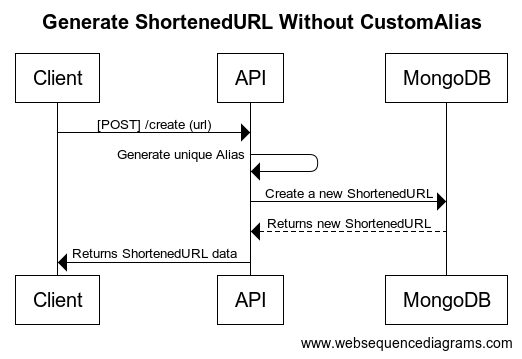 Generate ShortenedURL Without CustomAlias
Client
API
MongoDB
[POST] /create (url)
Generate unique Alias
Create a new ShortenedURL
Returns new ShortenedURL
Returns ShortenedURL data
Client
API
MongoDB
www.websequencediagrams.com